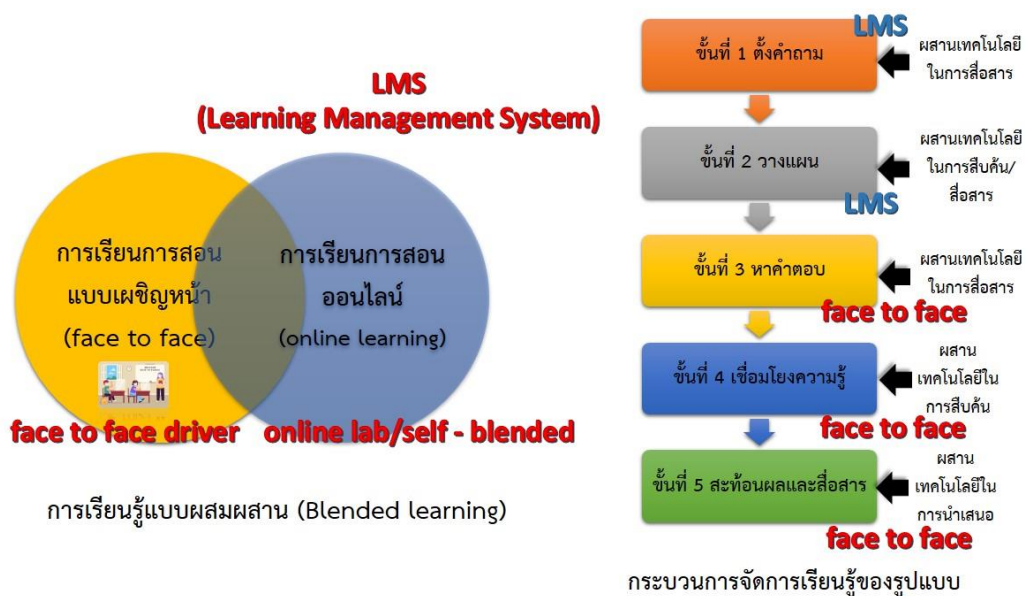 LMS
(Learning Management System)
การเรียนการสอน
แบบเผชิญหน้า
(face to face)
การเรียนการสอน
ออนไลน์
(online learning)
face to face driver
online lab/self - blended
การเรียนรู้แบบผสมผสาน (Blended learning)
LMS
ขั้นที่ 1 ตั้งคำถาม
ผสานเทคโนโลยี
ในการสื่อสาร
ขั้นที่ 2 วางแผน
LMS
ผสานเทคโนโลยี
ในการสืบค้น/
สื่อสาร
ขั้นที่ 3 หาคำตอบ
ผสานเทคโนโลยี
ในการสื่อสาร
face to face
ขั้นที่ 4 เชื่อมโยงความรู้
ผสาน
เทคโนโลยีใน
การสืบค้น
face to face
ขั้นที่ 5 สะท้อนผลและสื่อสาร
ผสาน
เทคโนโลยีใน
การนำเสนอ
face to face
กระบวนการจัดการเรียนรู้ของรูปแบบ